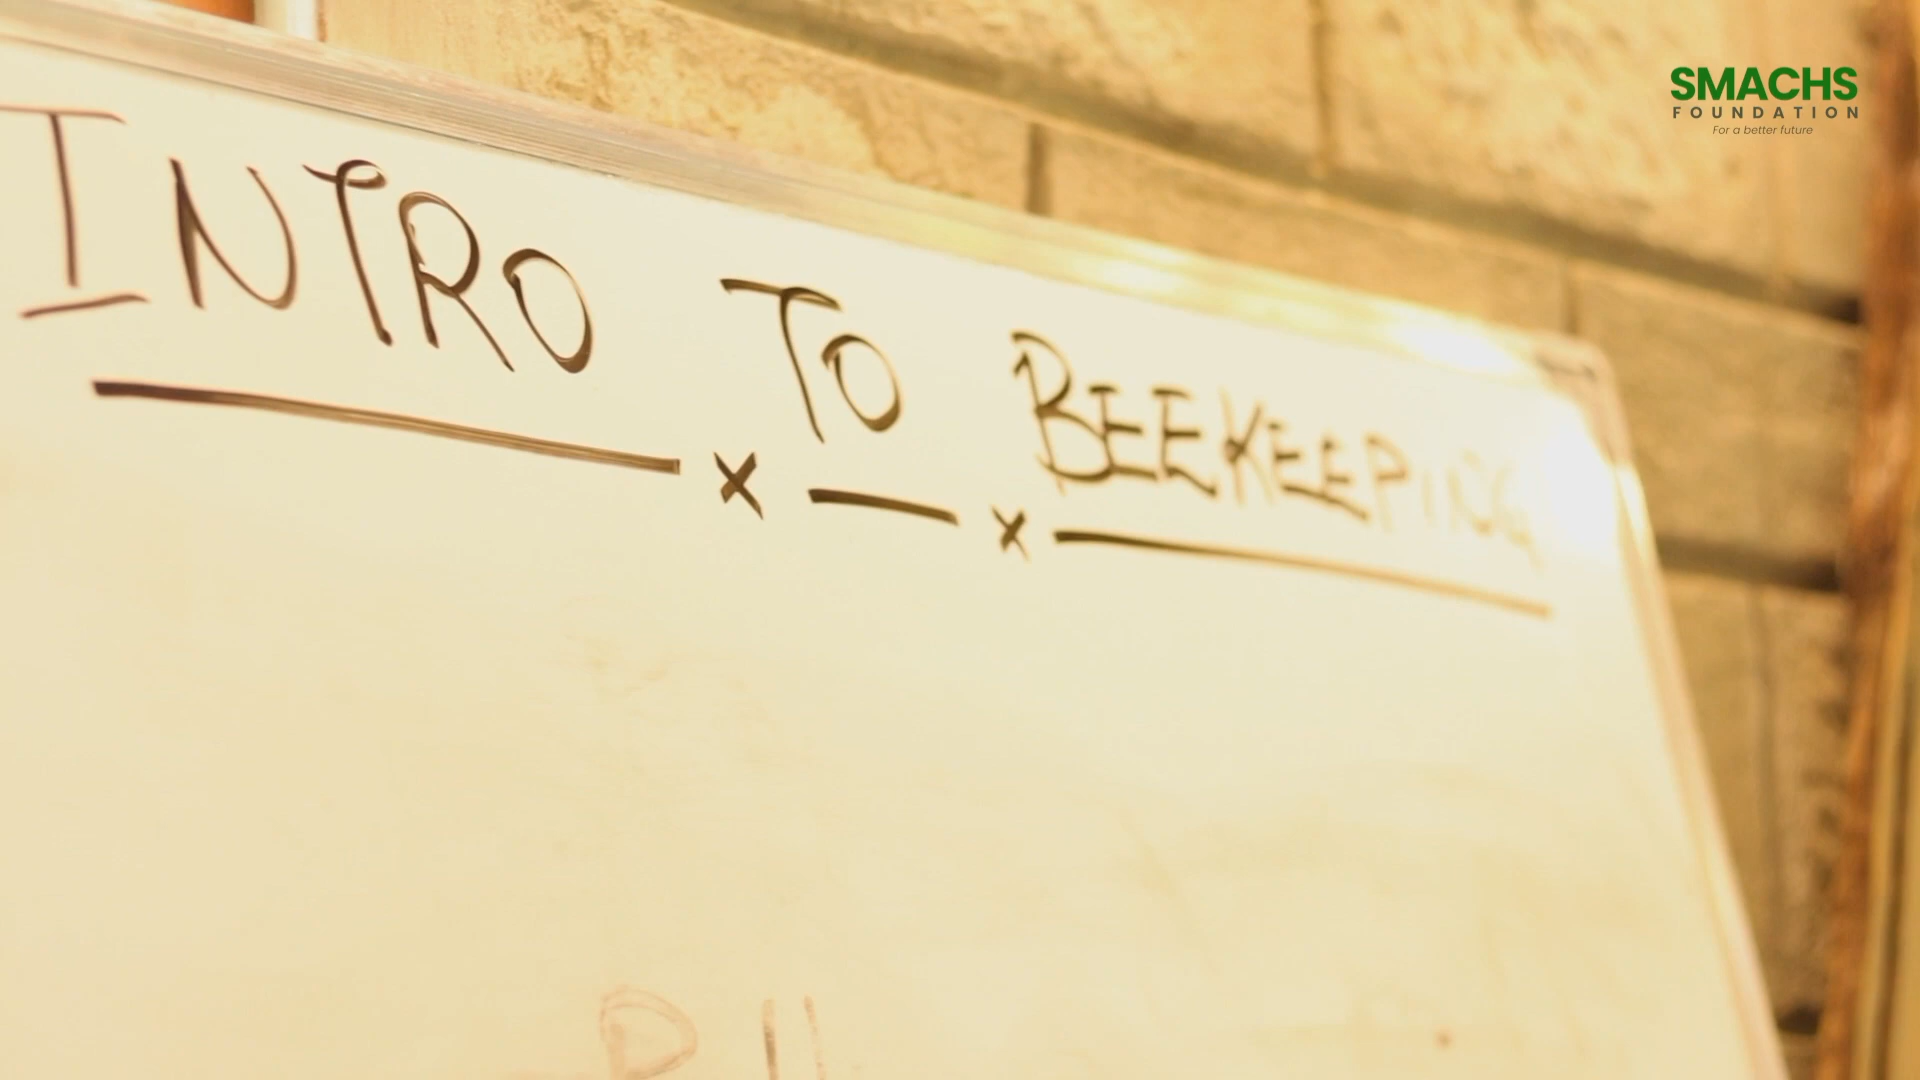 SMACHS
FOUNDATION
For a better future
INTRO TO BEEKEEPING